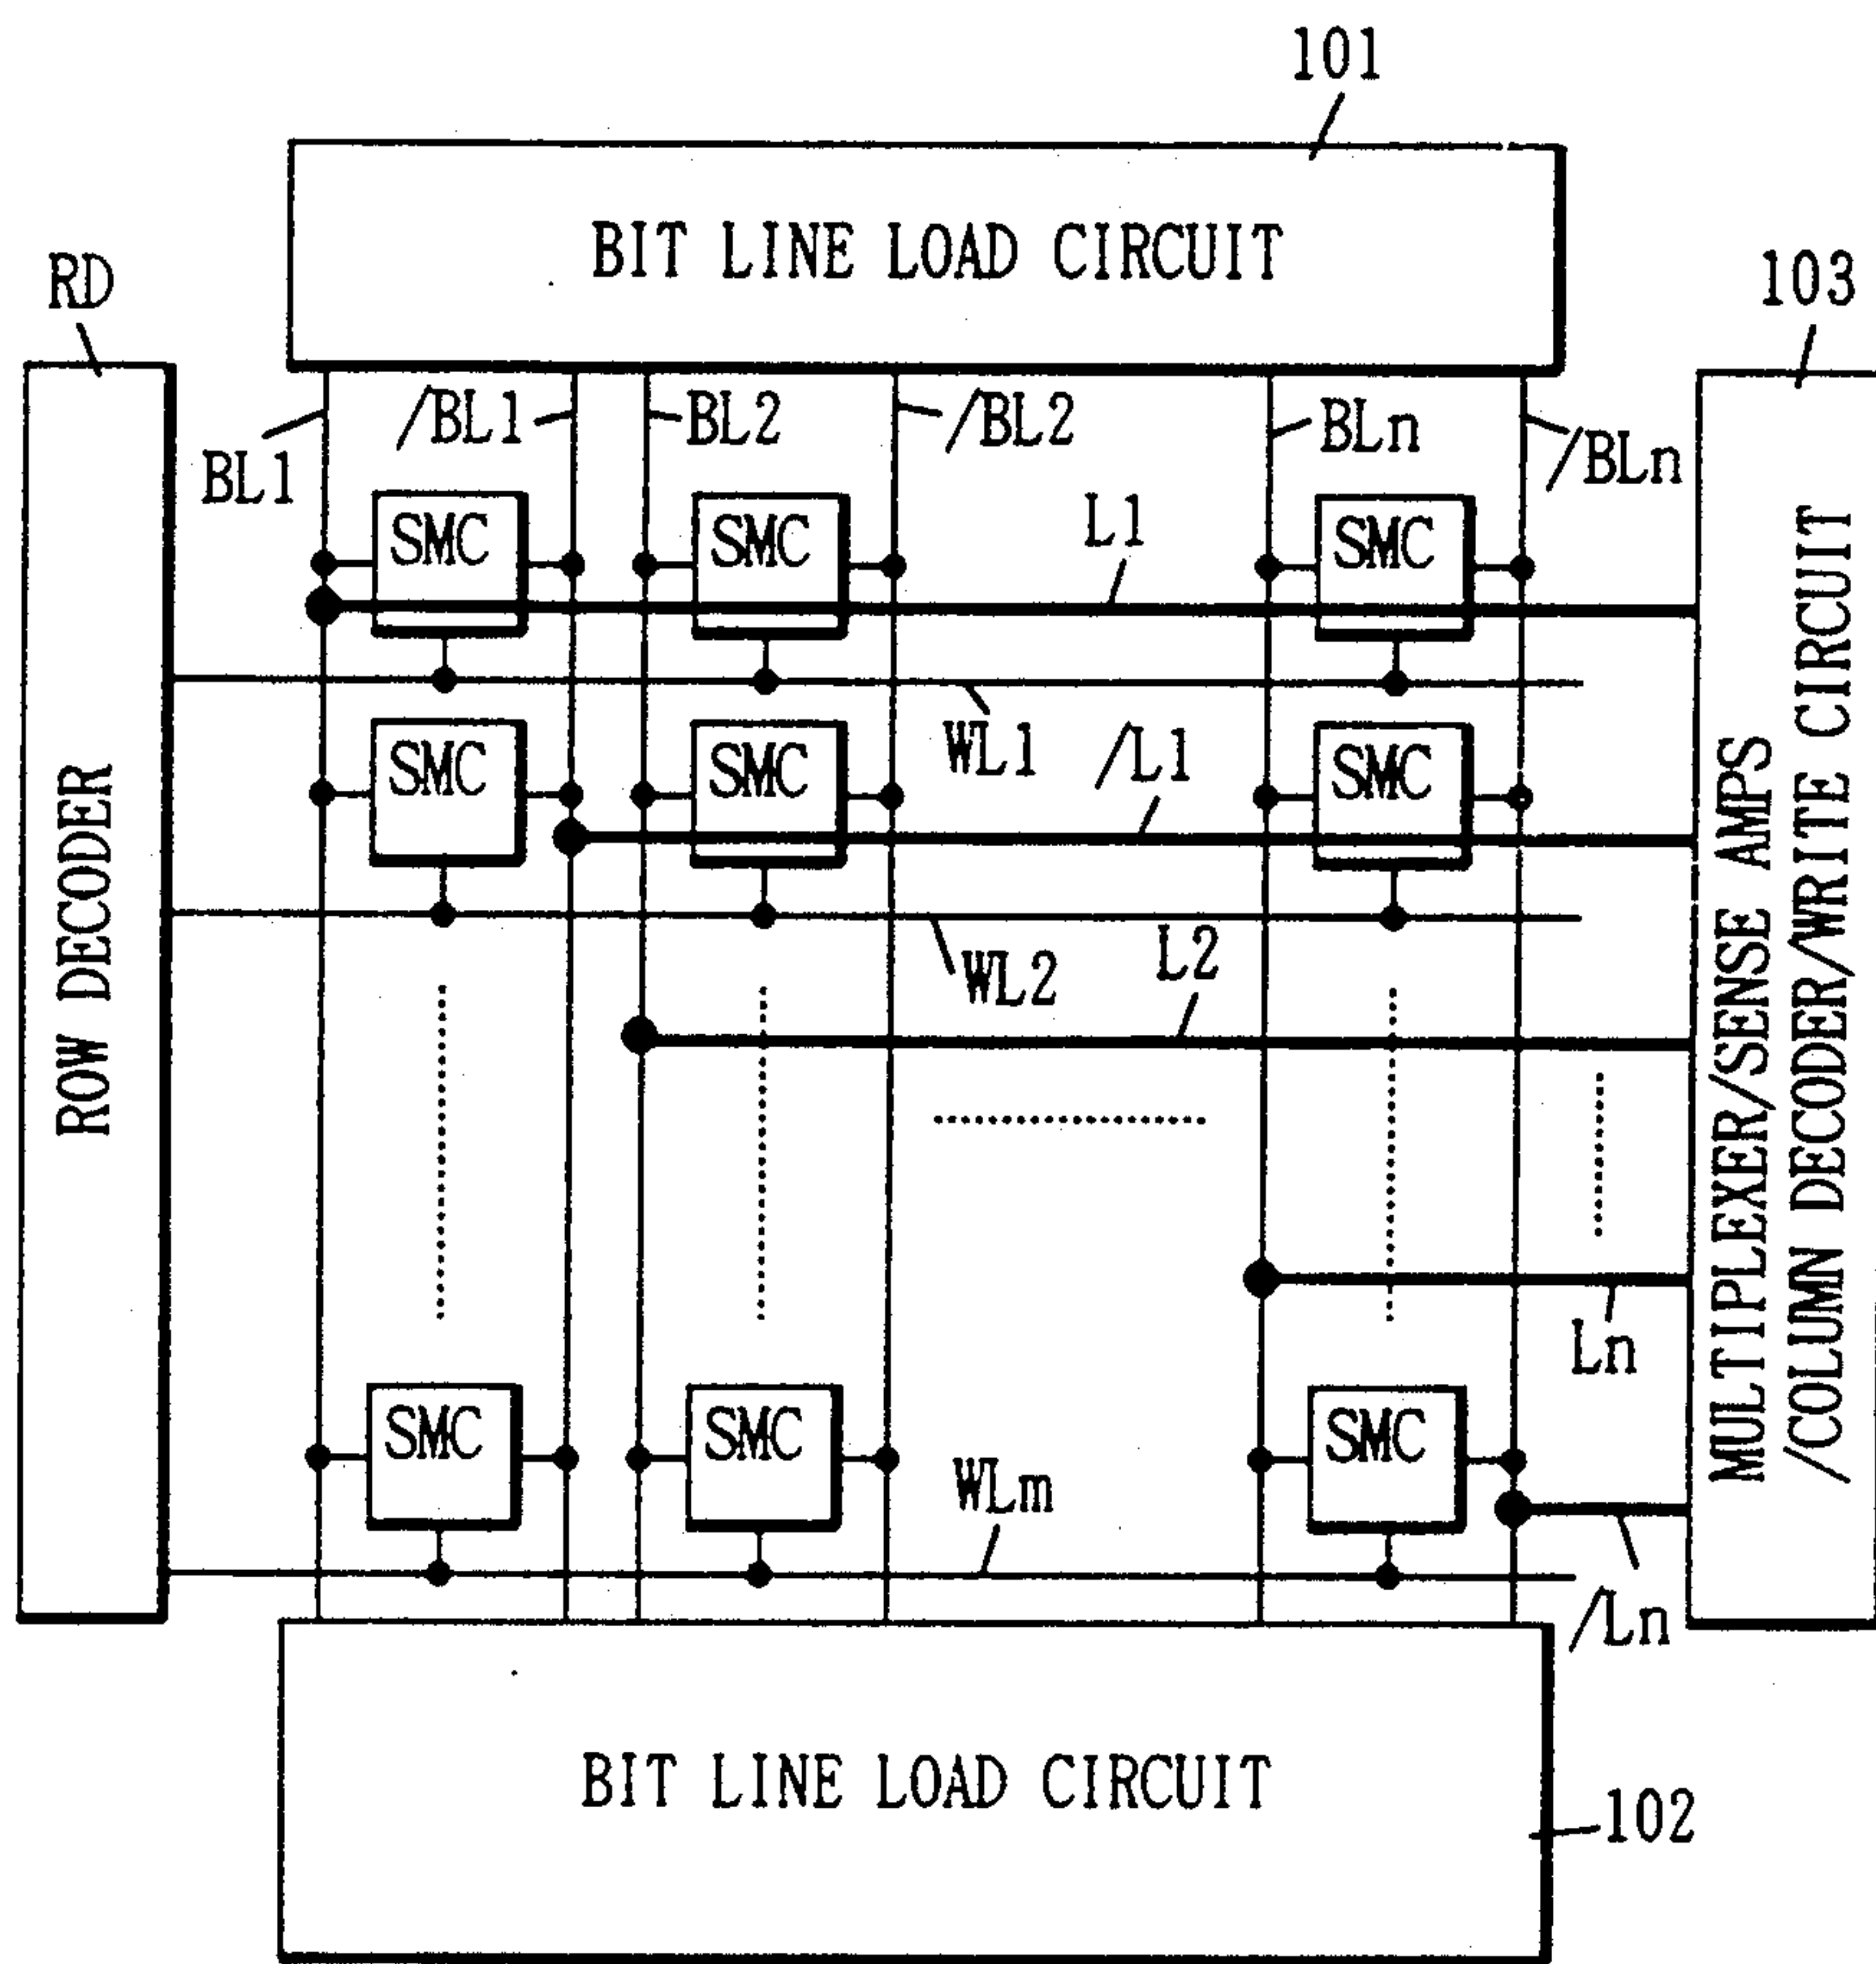 101
BIT LINE LOAD CIRCUIT
RD
103
BL1
/BL1
BL2
/BL2
BLn
/BLn
SMC
SMC
SMC
L1
WL1
SMC
SMC
SMC
/L1
WL2
L2
ROW DECODER
MULTIPLEXER/SENSE AMPS
/COLUMN DECODER/WRITE CIRCUIT
Ln
SMC
SMC
SMC
WLm
/Ln
BIT LINE LOAD CIRCUIT
102